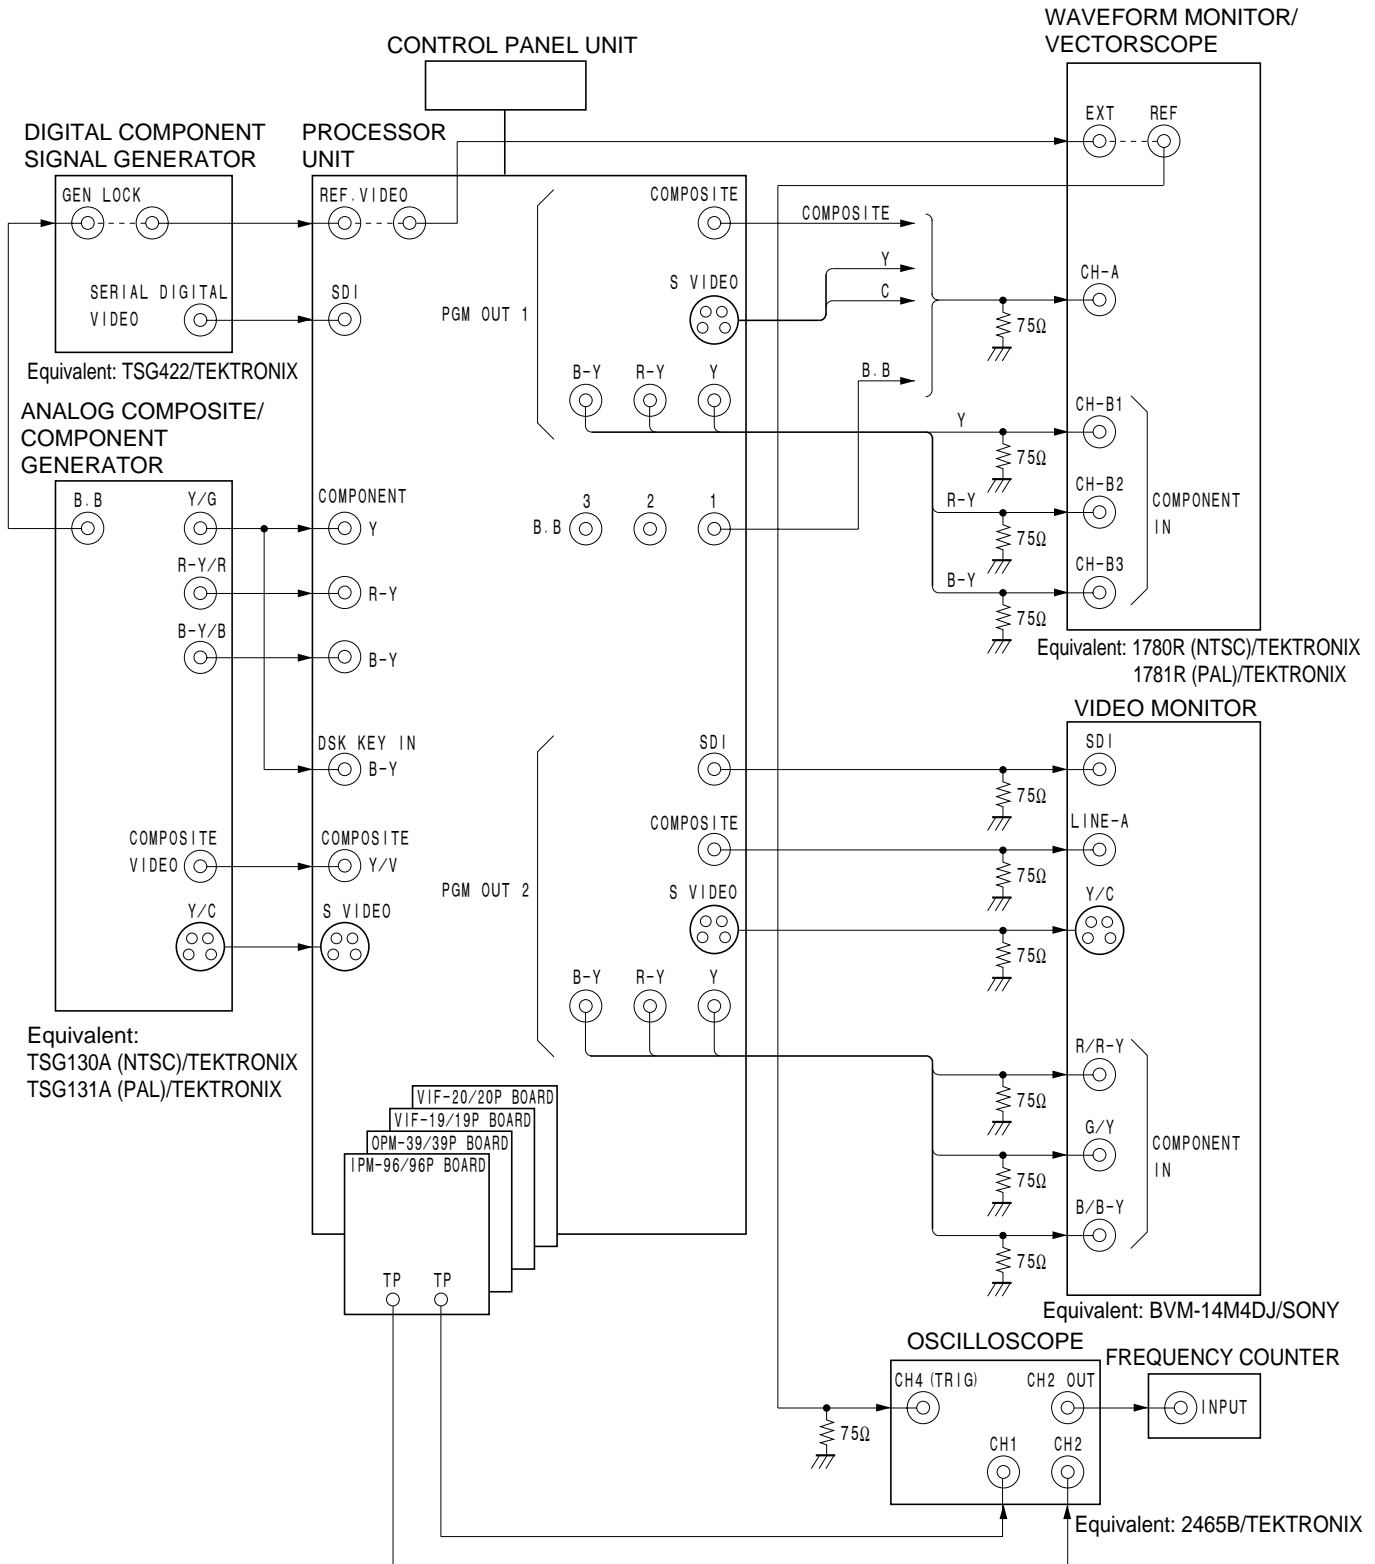 WAVEFORM MONITOR/
VECTORSCOPE
CONTROL PANEL UNIT
EXT
REF
DIGITAL COMPONENT
SIGNAL GENERATOR
PROCESSOR
UNIT
GEN LOCK
REF.VIDEO
COMPOSITE
COMPOSITE
Y
C
SERIAL DIGITAL
VIDEO
SDI
PGM OUT 1
S VIDEO
CH-A
75Ω
Equivalent: TSG422/TEKTRONIX
B-Y
R-Y
Y
B.B
ANALOG COMPOSITE/
COMPONENT
GENERATOR
Y
CH-B1
75Ω
B.B
Y/G
COMPONENT
Y
3
2
1
B.B
R-Y
CH-B2
COMPONENT
IN
75Ω
R-Y/R
R-Y
B-Y
CH-B3
75Ω
B-Y/B
B-Y
Equivalent: 1780R (NTSC)/TEKTRONIX
1781R (PAL)/TEKTRONIX
VIDEO MONITOR
DSK KEY IN
B-Y
SDI
SDI
75Ω
COMPOSITE
VIDEO
COMPOSITE
Y/V
COMPOSITE
LINE-A
75Ω
PGM OUT 2
Y/C
S VIDEO
S VIDEO
Y/C
75Ω
B-Y
R-Y
Y
Equivalent:
TSG130A (NTSC)/TEKTRONIX
TSG131A (PAL)/TEKTRONIX
R/R-Y
75Ω
G/Y
COMPONENT
IN
75Ω
B/B-Y
75Ω
VIF-20/20P BOARD
VIF-19/19P BOARD
OPM-39/39P BOARD
IPM-96/96P BOARD
TP
TP
Equivalent: BVM-14M4DJ/SONY
OSCILLOSCOPE
FREQUENCY COUNTER
CH4 (TRIG)
CH2 OUT
INPUT
75Ω
CH1
CH2
Equivalent: 2465B/TEKTRONIX